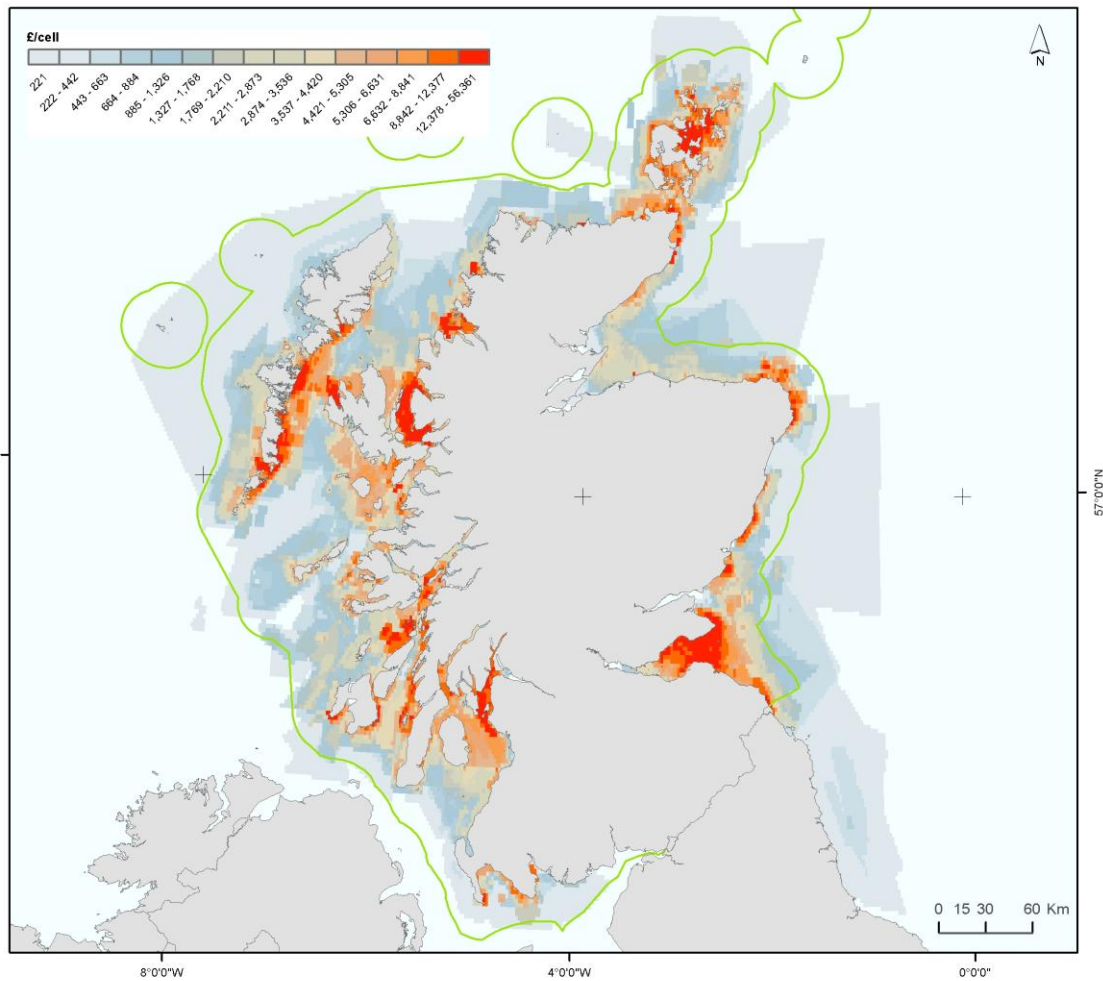 £/cell
221
222 - 442
443 - 663
664 - 884
885 - 1,326
1,327 - 1,768
1,769 - 2,210
2,211 - 2,873
2,874 - 3,536
3,537 - 4,420
4,421 - 5,305
5,306 - 6,631
6,632 - 8,841
8,842 - 12,377
12,378 - 56,361
N
57°0'0"N
0 15 30 60 Km
8°0'0"W
4°0'0"W
0°0'0"